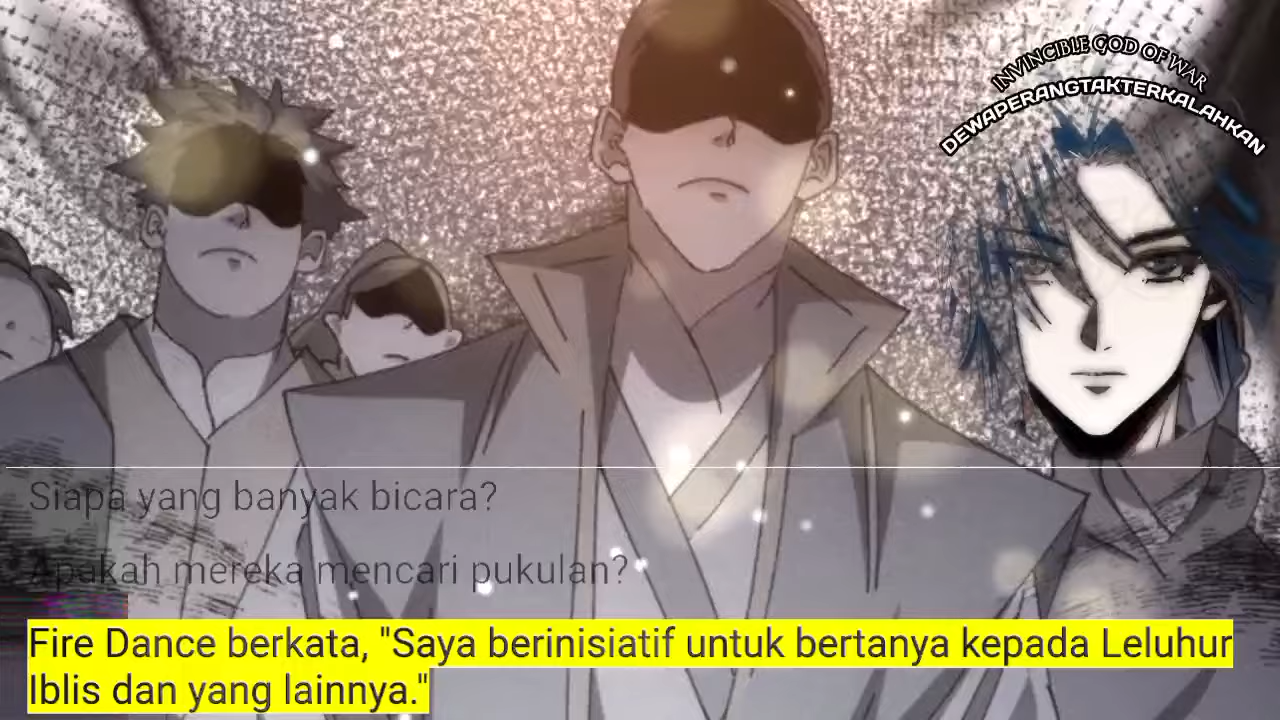 INVINCIBLE GOD OF WAR
DEWAPERANGTAKTERKALAHKAN
Siapa yang banyak bicara?
Apakah mereka mencari pukulan?
Fire Dance berkata, "Saya berinisiatif untuk bertanya kepada Leluhur
Iblis dan yang lainnya."